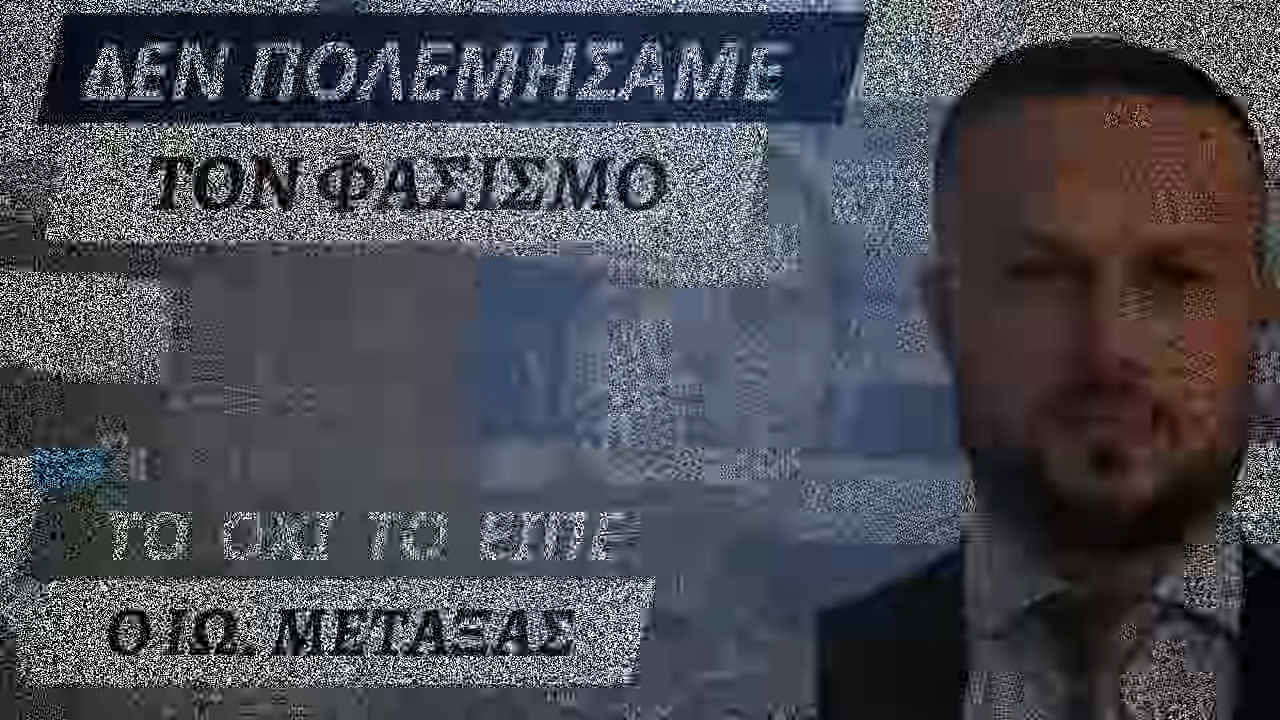 ΔΕΝ ΠΟΛΕΜΗΣΑΜΕ
ΤΟΝ ΦΑΣΙΣΜΟ
ΤΟ ΟΧΙ ΤΟ ΕΙΠΕ
Ο ΙΩ. ΜΕΤΑΞΑΣ